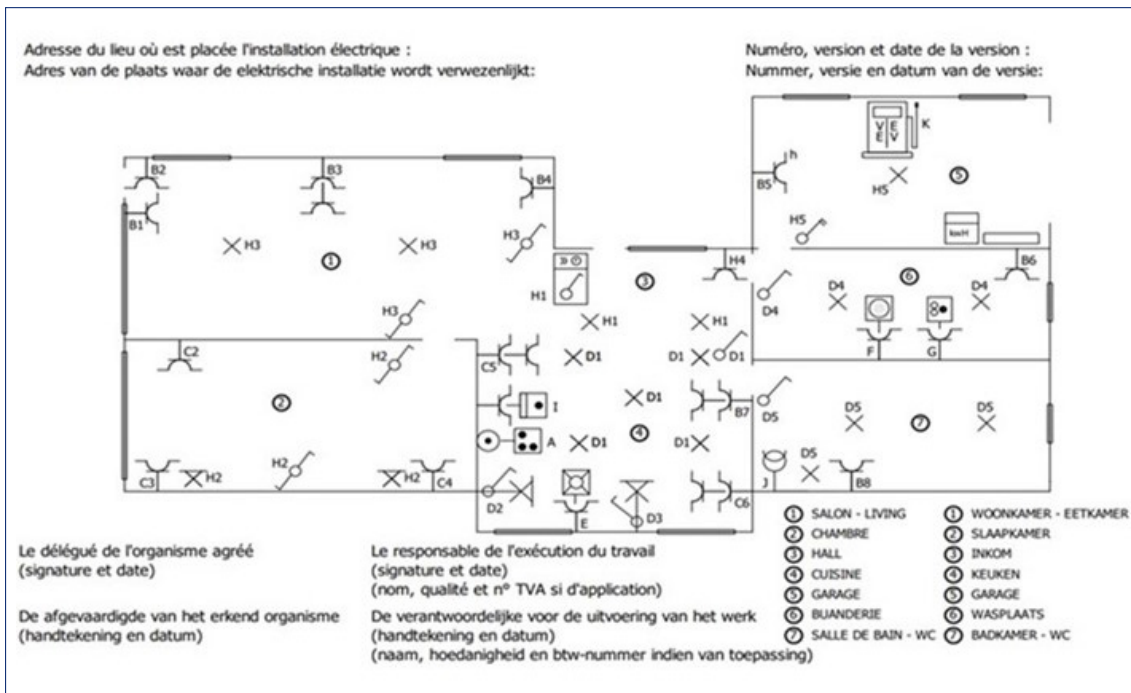 Adresse du lieu où est placée l'installation électrique :
Adres van de plaats waar de elektrische installatie wordt verwezenlijkt:
Numéro, version et date de la version :
Nummer, versie en datum van de versie:
VE EV
K
B2
B3
B4
B5
h
H5
5
B1
H3
H3
H3
H5
kwH
1
H1
3
H4
6
B6
H3
H1
H1
D4
D4
D4
C2
H2
C5
D1
D1
D1
F
G
2
I
D1
B7
D5
D5
D5
A
D1
4
D1
7
C3
H2
H2
H2
C4
D2
E
D3
C6
J
D5
B8
Le délégué de l'organisme agréé
(signature et date)
De afgevaardigde van het erkend organisme
(handtekening en datum)
Le responsable de l'exécution du travail
(signature et date)
(nom, qualité et n° TVA si d'application)
De verantwoordelijke voor de uitvoering van het werk
(handtekening en datum)
(naam, hoedanigheid en btw-nummer indien van toepassing)
1 SALON - LIVING
2 CHAMBRE
3 HALL
4 CUISINE
5 GARAGE
6 BUANDERIE
7 SALLE DE BAIN - WC
1 WOONKAMER - EETKAMER
2 SLAAPKAMER
3 INKOM
4 KEUKEN
5 GARAGE
6 WASPLAATS
7 BADKAMER - WC